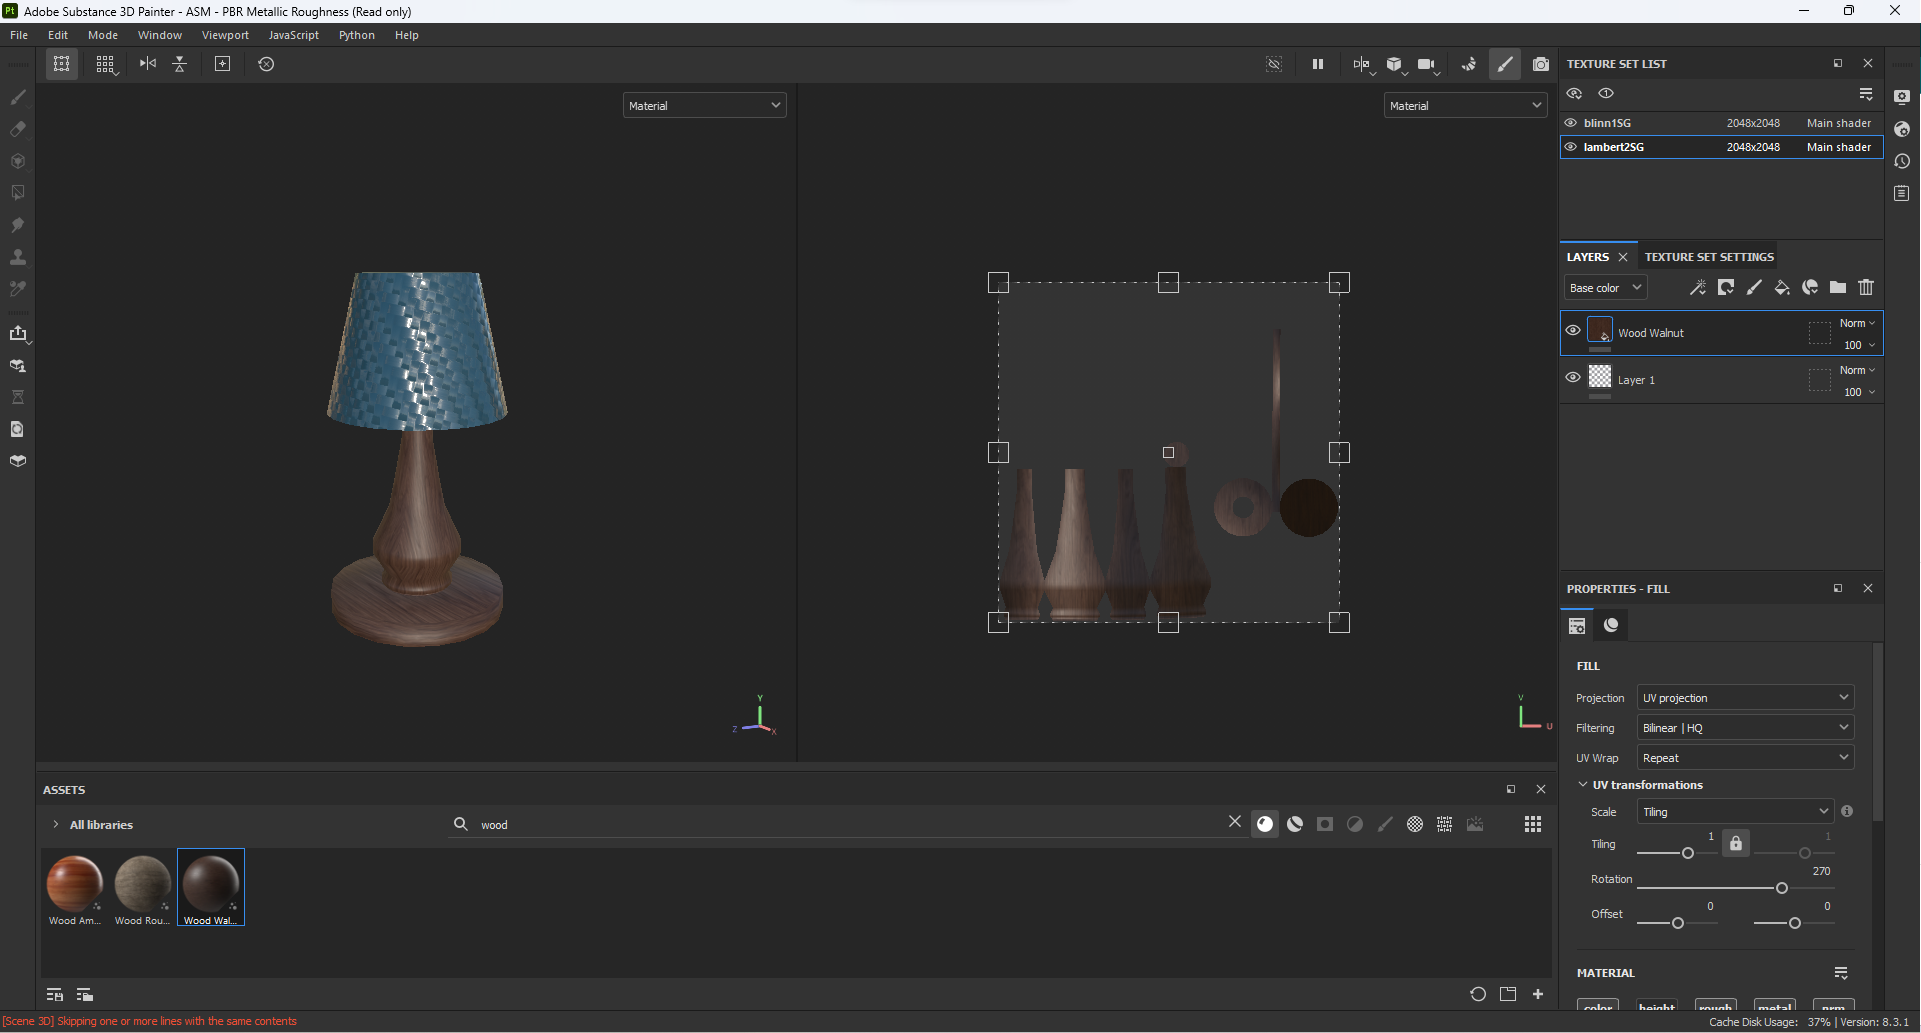 Pt Adobe Substance 3D Painter - ASM - PBR Metallic Roughness (Read only)
File Edit Mode Window Viewport JavaScript Python Help
Material
Material
TEXTURE SET LIST
1
blinn1SG 2048x2048 Main shader
lambert2SG 2048x2048 Main shader
LAYERS TEXTURE SET SETTINGS
Base color
Wood Walnut Norm 100
Layer 1 Norm 100
Y
Z
X
V
U
PROPERTIES - FILL
FILL
Projection UV projection
Filtering Bilinear | HQ
UV Wrap Repeat
UV transformations
Scale Tiling
Tiling 1 1
Rotation 270
Offset 0 0
MATERIAL
color height rough metal nrm
ASSETS
All libraries
wood
Wood Am... Wood Rou... Wood Wal...
[Scene 3D] Skipping one or more lines with the same contents
Cache Disk Usage: 37% | Version: 8.3.1